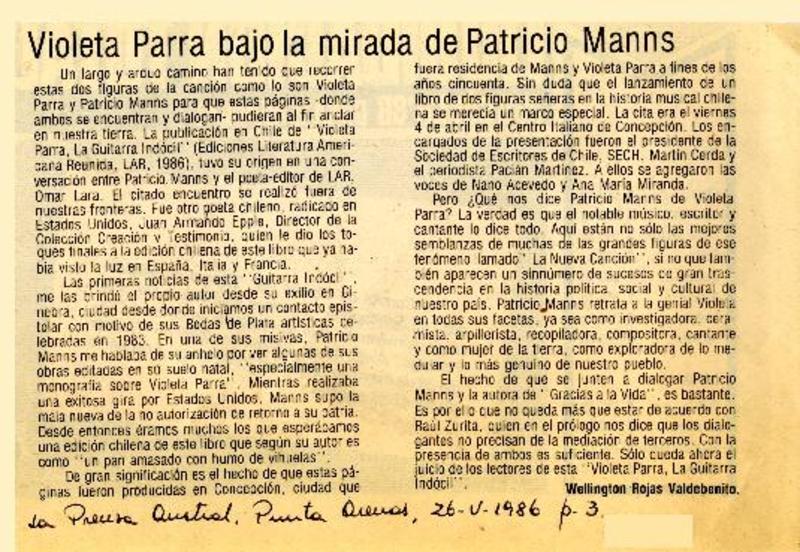 Violeta Parra bajo la mirada de Patricio Manns
Un largo y arduo camino han tenido que recorrer
estas dos figuras de la canción como lo son Violeta
Parra y Patricio Manns para que estas páginas -donde
ambos se encuentran y dialogan- pudieran al fin anclar
en nuestra tierra. La publicación en Chile de "Violeta
Parra, La Guitarra Indócil" (Ediciones Literatura Ameri-
cana Reunida, LAR, 1986), tuvo su origen en una con-
versación entre Patricio Manns y el poeta-editor de LAR,
Omar Lara. El citado encuentro se realizó fuera de
nuestras fronteras. Fue otro poeta chileno, radicado en
Estados Unidos, Juan Armando Epple, Director de la
Colección Creación y Testimonio, quien le dio los to-
ques finales a la edición chilena de este libro que ya ha-
bía visto la luz en España, Italia y Francia.
Las primeras noticias de esta "Guitarra Indócil",
me las brindó el propio autor desde su exilio en Gi-
nebra, ciudad desde donde iniciamos un contacto epis-
tolar con motivo de sus Bodas de Plata artísticas ce-
lebradas en 1983. En una de sus misivas, Patricio
Manns me hablaba de su anhelo por ver algunas de sus
obras editadas en su suelo natal, "especialmente una
monografía sobre Violeta Parra". Mientras realizaba
una exitosa gira por Estados Unidos, Manns supo la
mala nueva de la no autorización de retorno a su patria.
Desde entonces éramos muchos los que esperábamos
una edición chilena de este libro que según su autor es
como "un pan amasado con humo de vihuelas".
De gran significación es el hecho de que estas pá-
ginas fueron producidas en Concepción, ciudad que
fuera residencia de Manns y Violeta Parra a fines de los
años cincuenta. Sin duda que el lanzamiento de un
libro de dos figuras señeras en la historia musical chile-
na se merecía un marco especial. La cita era el viernes
4 de abril en el Centro Italiano de Concepción. Los en-
cargados de la presentación fueron el presidente de la
Sociedad de Escritores de Chile, SECH, Martín Cerda y
el periodista Pacián Martínez. A ellos se agregaron las
voces de Nano Acevedo y Ana María Miranda.
Pero ¿Qué nos dice Patricio Manns de Violeta
Parra? La verdad es que el notable músico, escritor y
cantante lo dice todo. Aquí están no sólo las mejores
semblanzas de muchas de las grandes figuras de ese
fenómeno llamado "La Nueva Canción", si no que tam-
bién aparecen un sinnúmero de sucesos de gran tras-
cendencia en la historia política, social y cultural de
nuestro país. Patricio Manns retrata a la genial Violeta
en todas sus facetas, ya sea como investigadora, cera-
mista, arpillerista, recopiladora, compositora, cantante
y como mujer de la tierra, como exploradora de lo me-
dular y lo más genuino de nuestro pueblo.
El hecho de que se junten a dialogar Patricio
Manns y la autora de "Gracias a la Vida", es bastante.
Es por ello que no queda más que estar de acuerdo con
Raúl Zurita, quien en el prólogo nos dice que los dialo-
gantes no precisan de la mediación de terceros. Con la
presencia de ambos es suficiente. Sólo queda ahora el
juicio de los lectores de esta "Violeta Parra, La Guitarra
Indócil".
Wellington Rojas Valdebenito.
La Prensa Austral, Punta Arenas, 26-V-1986 p. 3.